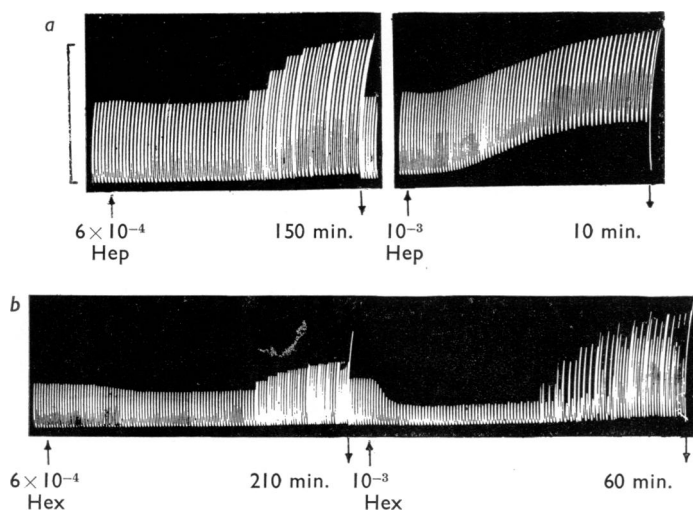 a
6 × 10⁻⁴ 150 min. 10⁻³ 10 min.
Hep Hep
b
6 × 10⁻⁴ 210 min. 10⁻³ 60 min.
Hex Hex